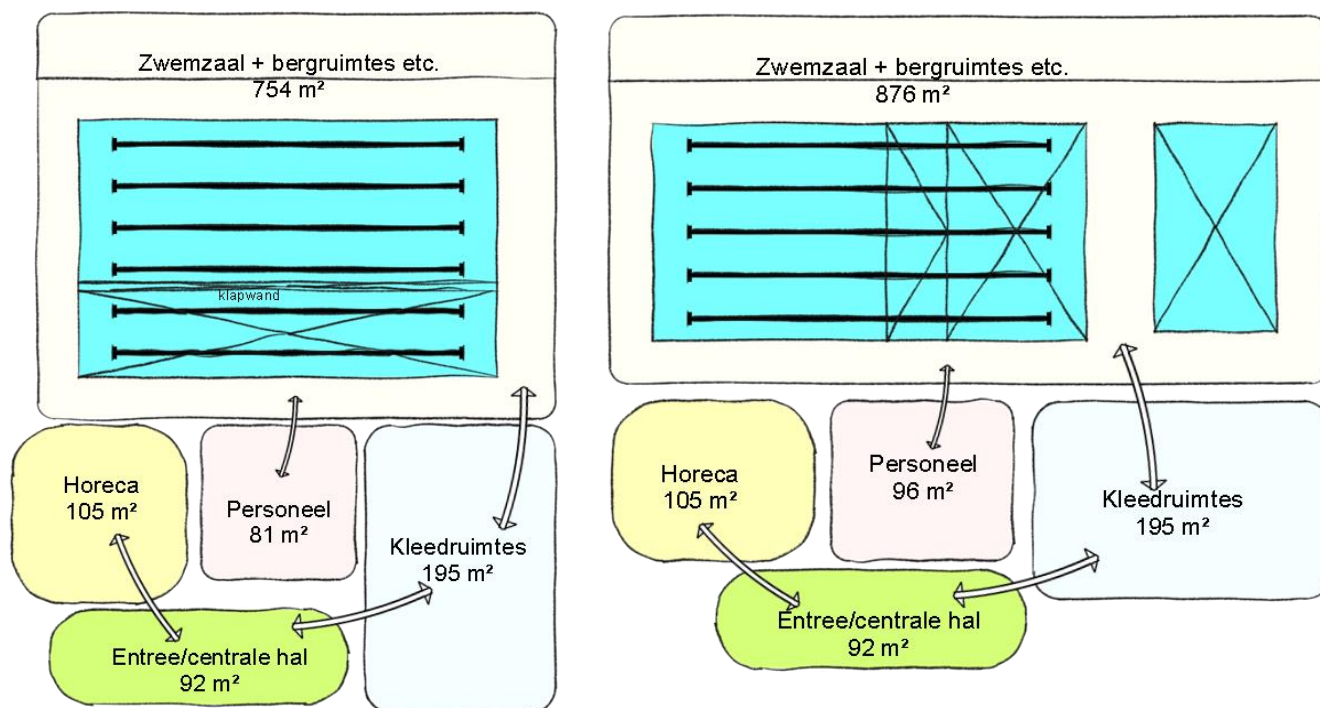 Zwemzaal + bergruimtes etc.
754 m²
klapwand
Horeca
105 m²
Personeel
81 m²
Kleedruimtes
195 m²
Entree/centrale hal
92 m²
Zwemzaal + bergruimtes etc.
876 m²
Horeca
105 m²
Personeel
96 m²
Kleedruimtes
195 m²
Entree/centrale hal
92 m²